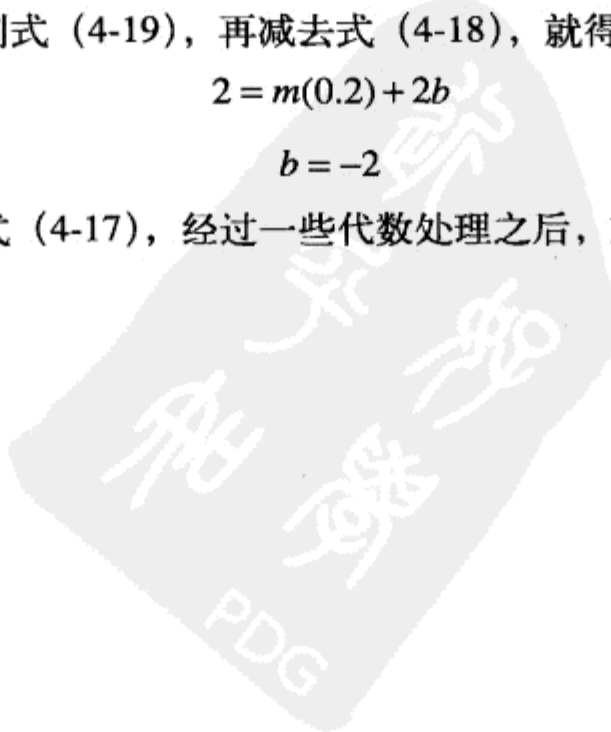 式（4-19），再减去式（4-18），就得
2 = m(0.2) + 2b
b = −2
（4-17），经过一些代数处理之后，
PDG